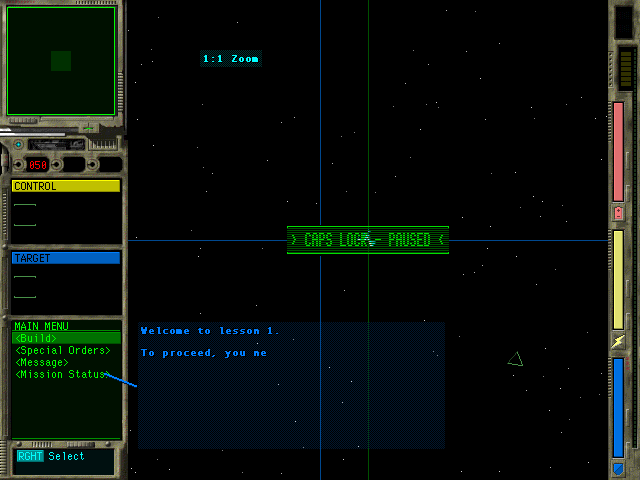 1:1 Zoom
050
CONTROL
> CAPS LOCK - PAUSED <
TARGET
MAIN MENU
<Build>
<Special Orders>
<Message>
<Mission Status>
Welcome to lesson 1.
To proceed, you me
RGHT Select